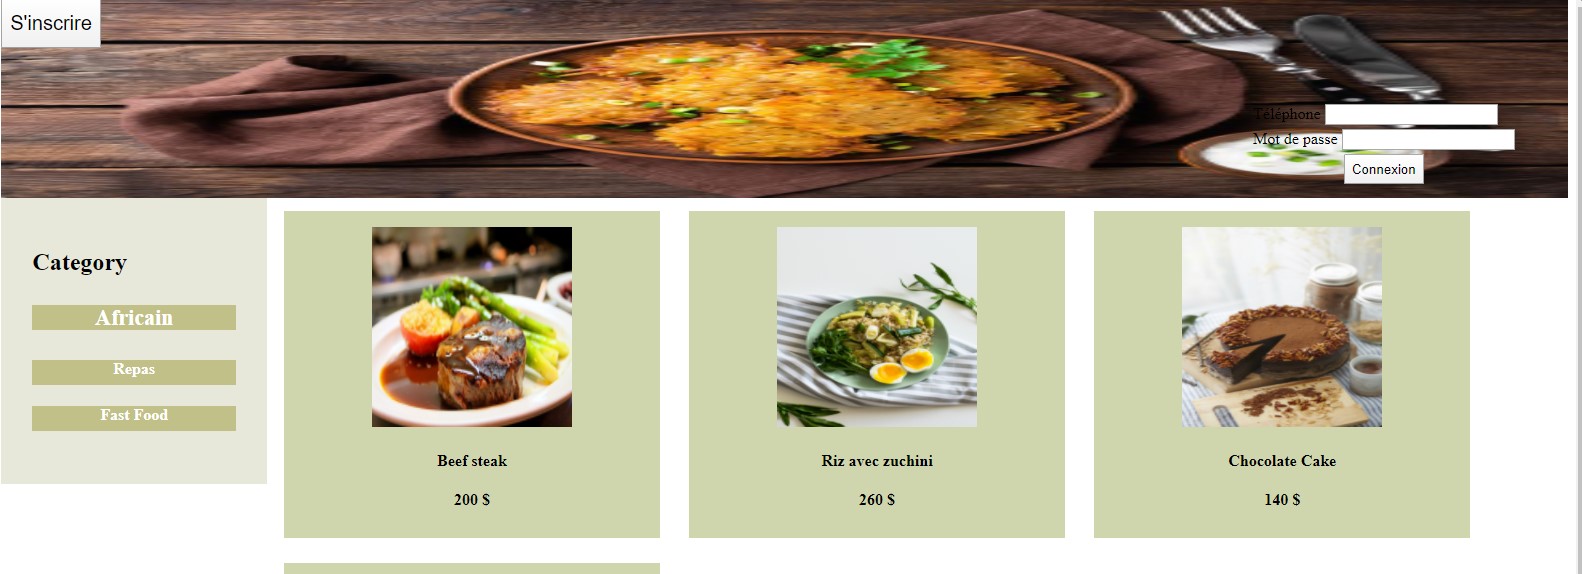 S'inscrire
Téléphone
Mot de passe
Connexion
Category
Africain
Repas
Fast Food
Beef steak
200 $
Riz avec zuchini
260 $
Chocolate Cake
140 $